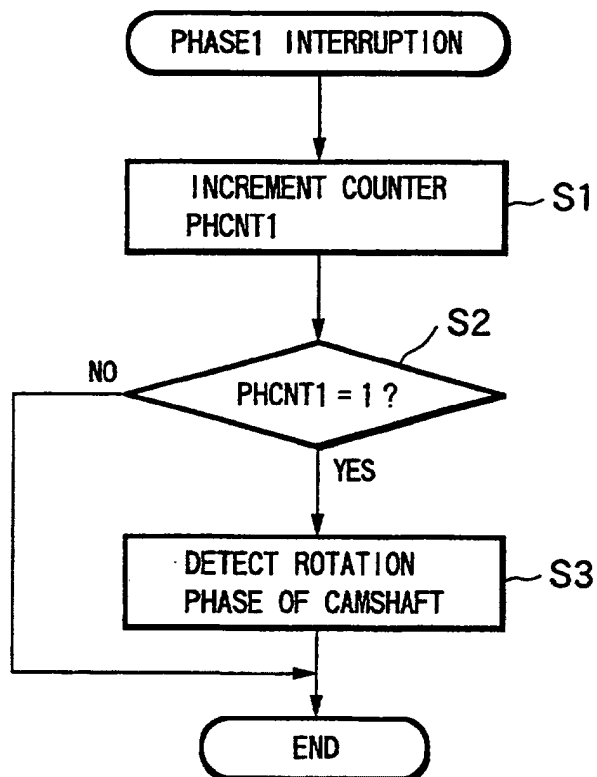 PHASE1 INTERRUPTION
INCREMENT COUNTER
PHCNT1
S1
S2
NO
PHCNT1 = 1 ?
YES
DETECT ROTATION
PHASE OF CAMSHAFT
S3
END